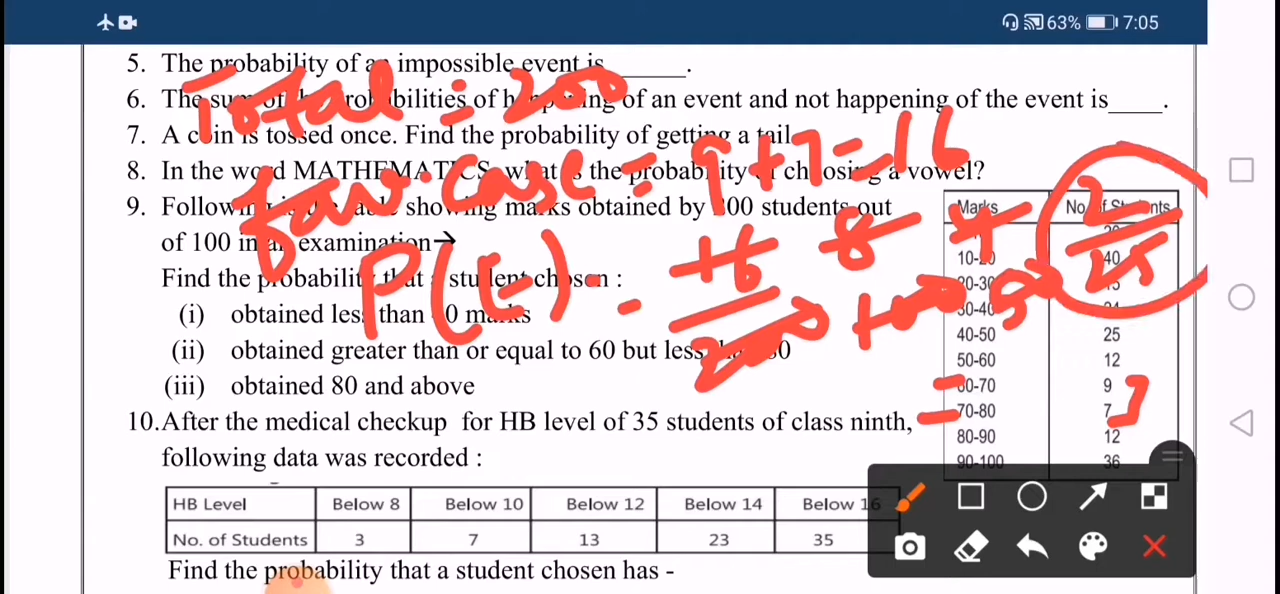 63% 7:05
5. The probability of an impossible event is _____.
6. The sum of the probabilities of happening of an event and not happening of the event is____.
7. A coin is tossed once. Find the probability of getting a tail.
8. In the word MATHEMATICS, what is the probability of choosing a vowel?
9. Following is the table showing marks obtained by 200 students out
of 100 in an examination→
Find the probability that a student chosen :
(i) obtained less than 40 marks
(ii) obtained greater than or equal to 60 but less than 80
(iii) obtained 80 and above
Marks No. of Students
10-20 40
20-30
30-40
40-50 25
50-60 12
60-70 9
70-80 7
80-90 12
90-100 36
10. After the medical checkup for HB level of 35 students of class ninth,
following data was recorded :
HB Level Below 8 Below 10 Below 12 Below 14 Below 16
No. of Students 3 7 13 23 35
Find the probability that a student chosen has -
Total = 200
fav. case = 9+7=16
P(E) = 16 8 4 2
200 100 50 25